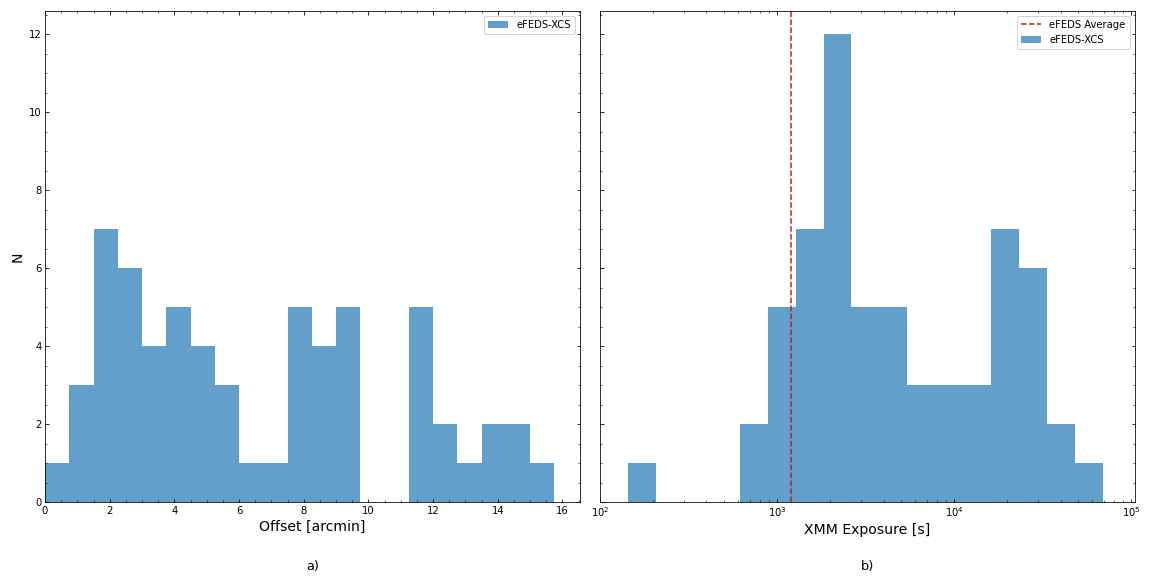 eFEDS-XCS
eFEDS Average
eFEDS-XCS
12
10
8
6
4
2
0
N
0 2 4 6 8 10 12 14 16
Offset [arcmin]
10² 10³ 10⁴ 10⁵
XMM Exposure [s]
a)
b)